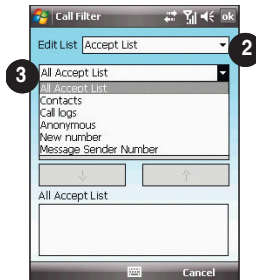 Call Filter ok
Edit List Accept List
2
3
All Accept List
All Accept List
Contacts
Call logs
Anonymous
New number
Message Sender Number
↓ ↑
All Accept List
Cancel